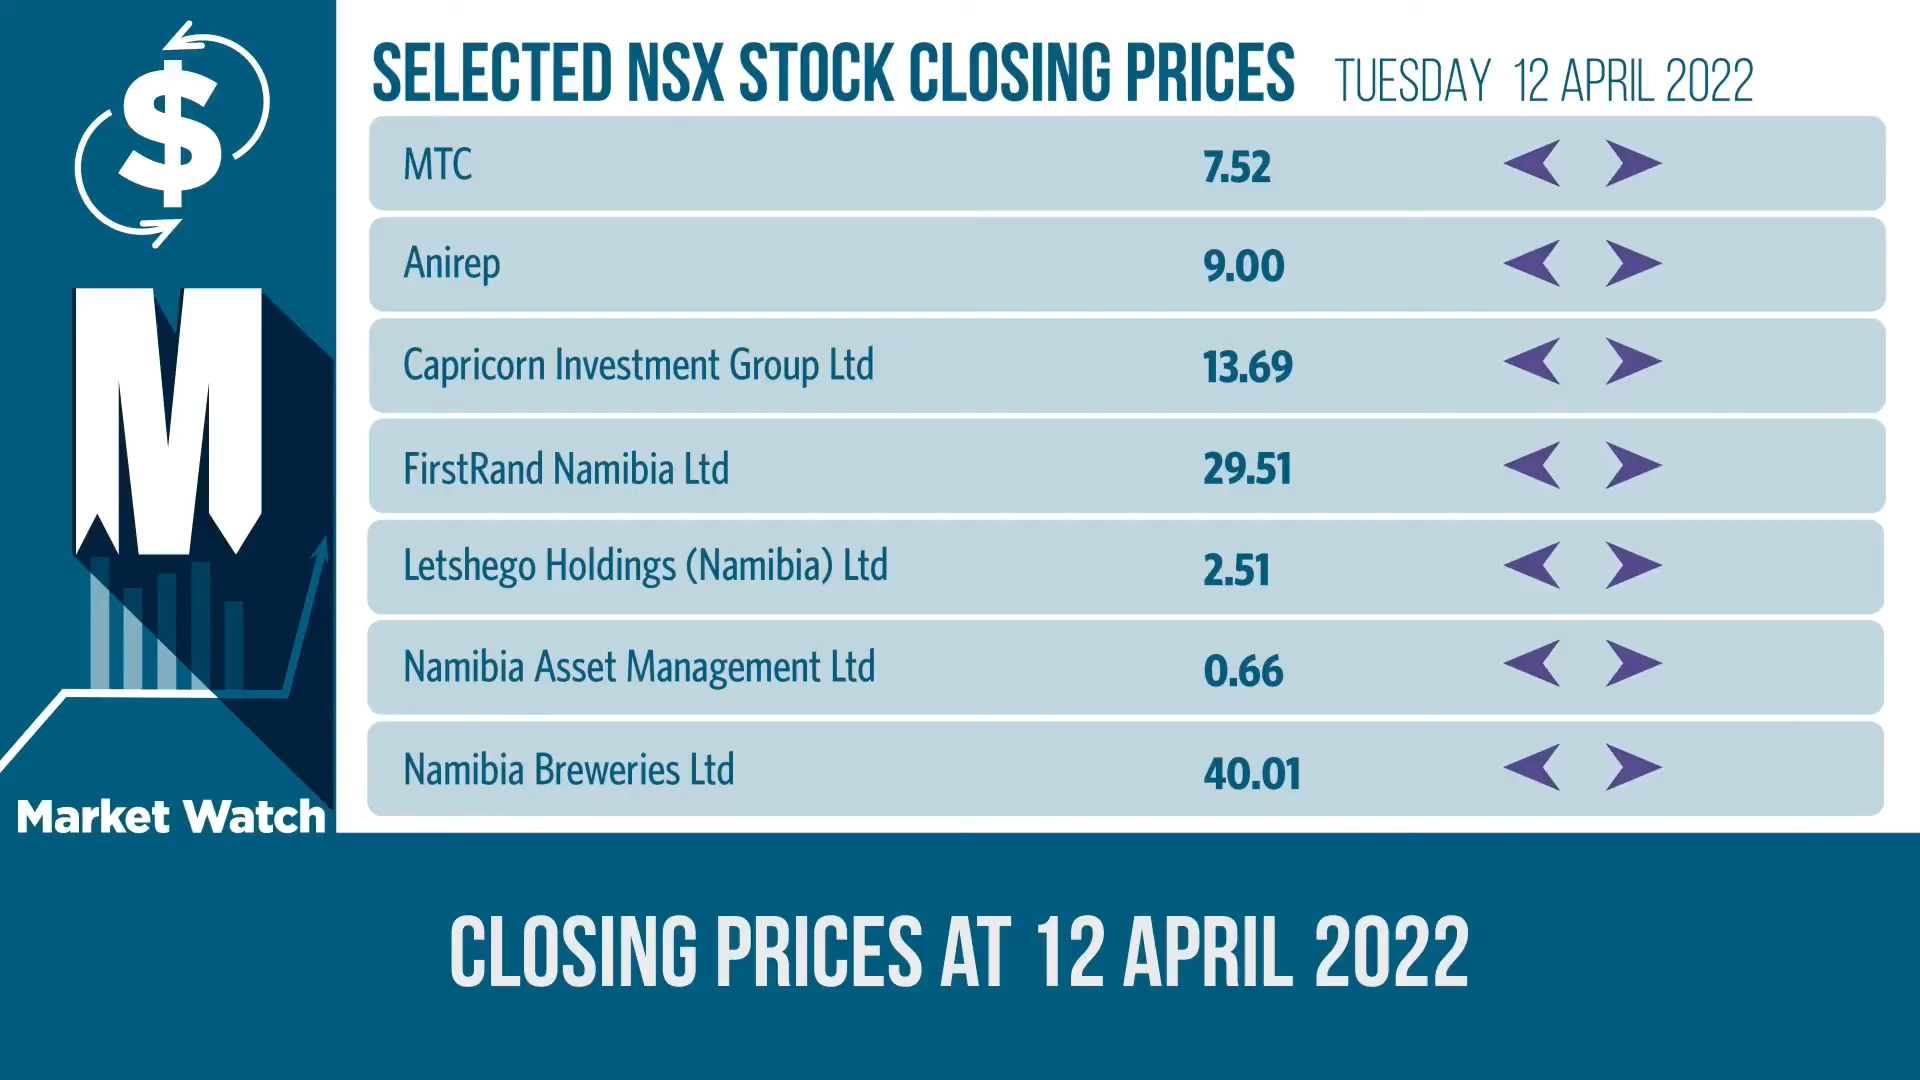 SELECTED NSX STOCK CLOSING PRICES TUESDAY 12 APRIL 2022
MTC 7.52
Anirep 9.00
Capricorn Investment Group Ltd 13.69
FirstRand Namibia Ltd 29.51
Letshego Holdings (Namibia) Ltd 2.51
Namibia Asset Management Ltd 0.66
Namibia Breweries Ltd 40.01
$
M
Market Watch
CLOSING PRICES AT 12 APRIL 2022